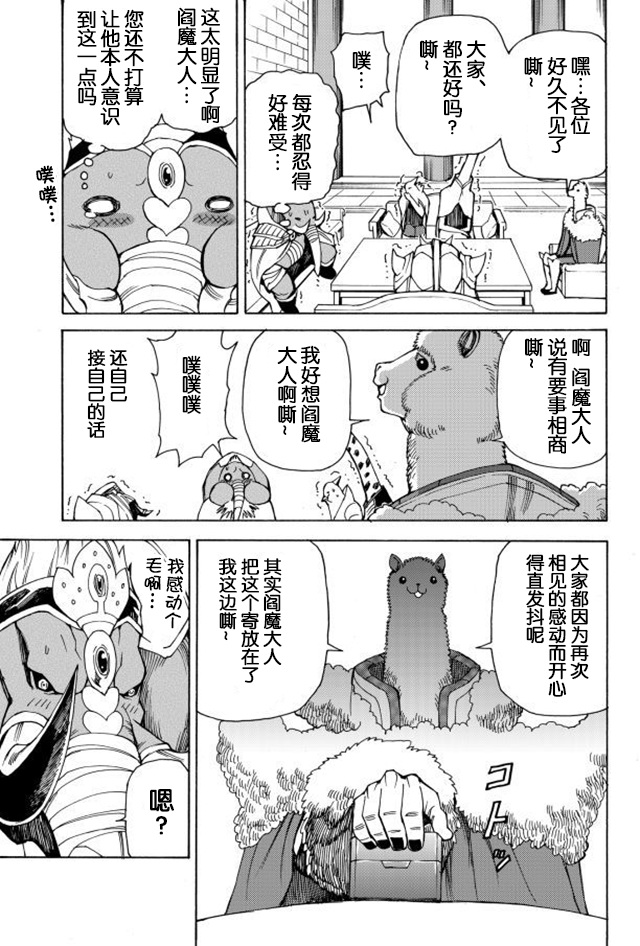 嘿…各位
好久不见了
嘶~
大家、
都还好吗?
嘶~
噗…
每次都忍得
好难受…
这太明显了啊
阎魔大人…
您还不打算
让他本人意识
到这一点吗
噗噗…
啊 阎魔大人
说有要事相商
嘶~
我好想阎魔
大人啊嘶~
噗噗噗
还自己
接自己的话
大家都因为再次
相见的感动而开心
得直发抖呢
其实阎魔大人
把这个寄放在了
我这边嘶~
コトッ
我感动个
毛啊…
嗯?